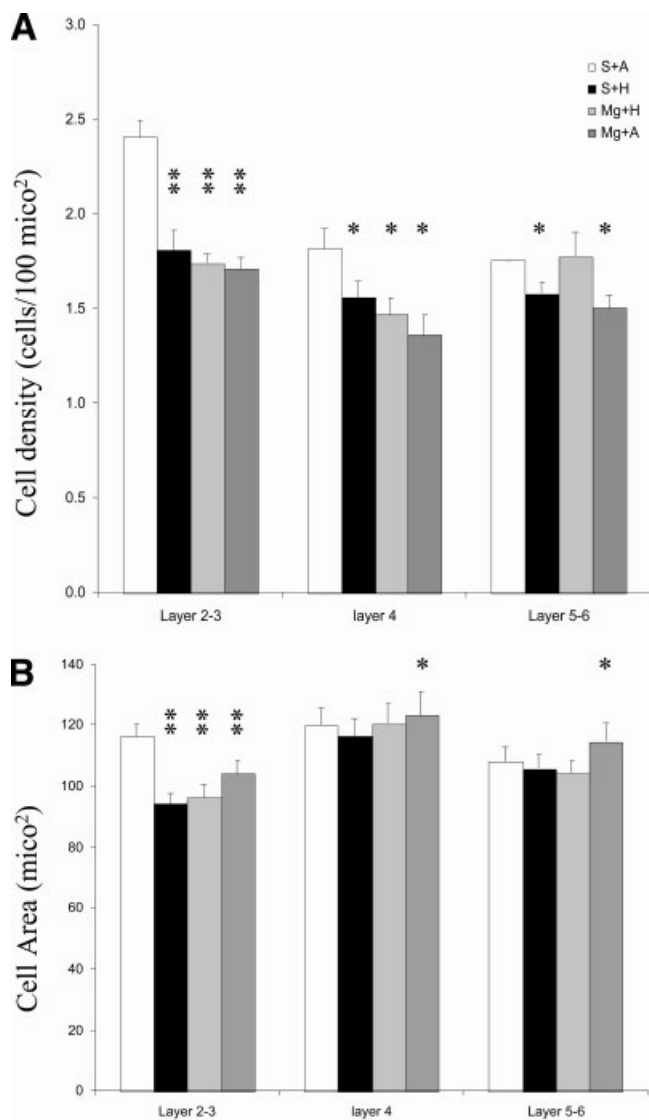 A
3.0
2.5
2.0
1.5
1.0
0.5
0.0
Cell density (cells/100 mico²)
S+A
S+H
Mg+H
Mg+A
** ** **
* * *
* *
Layer 2-3 layer 4 Layer 5-6
B
140
120
100
80
60
40
20
0
Cell Area (mico²)
** ** **
*
*
Layer 2-3 layer 4 Layer 5-6